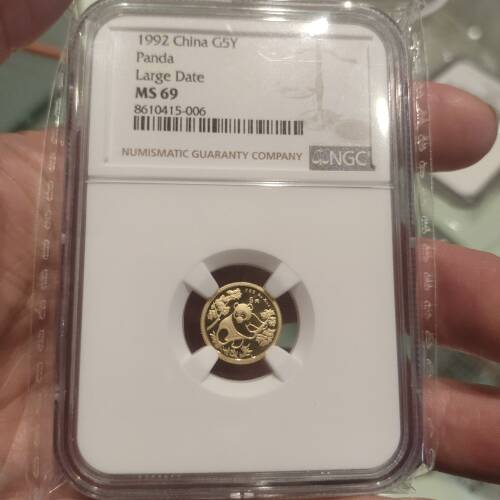 1992 China G5Y
Panda
Large Date
MS 69
8610415-006
NUMISMATIC GUARANTY COMPANY
NGC